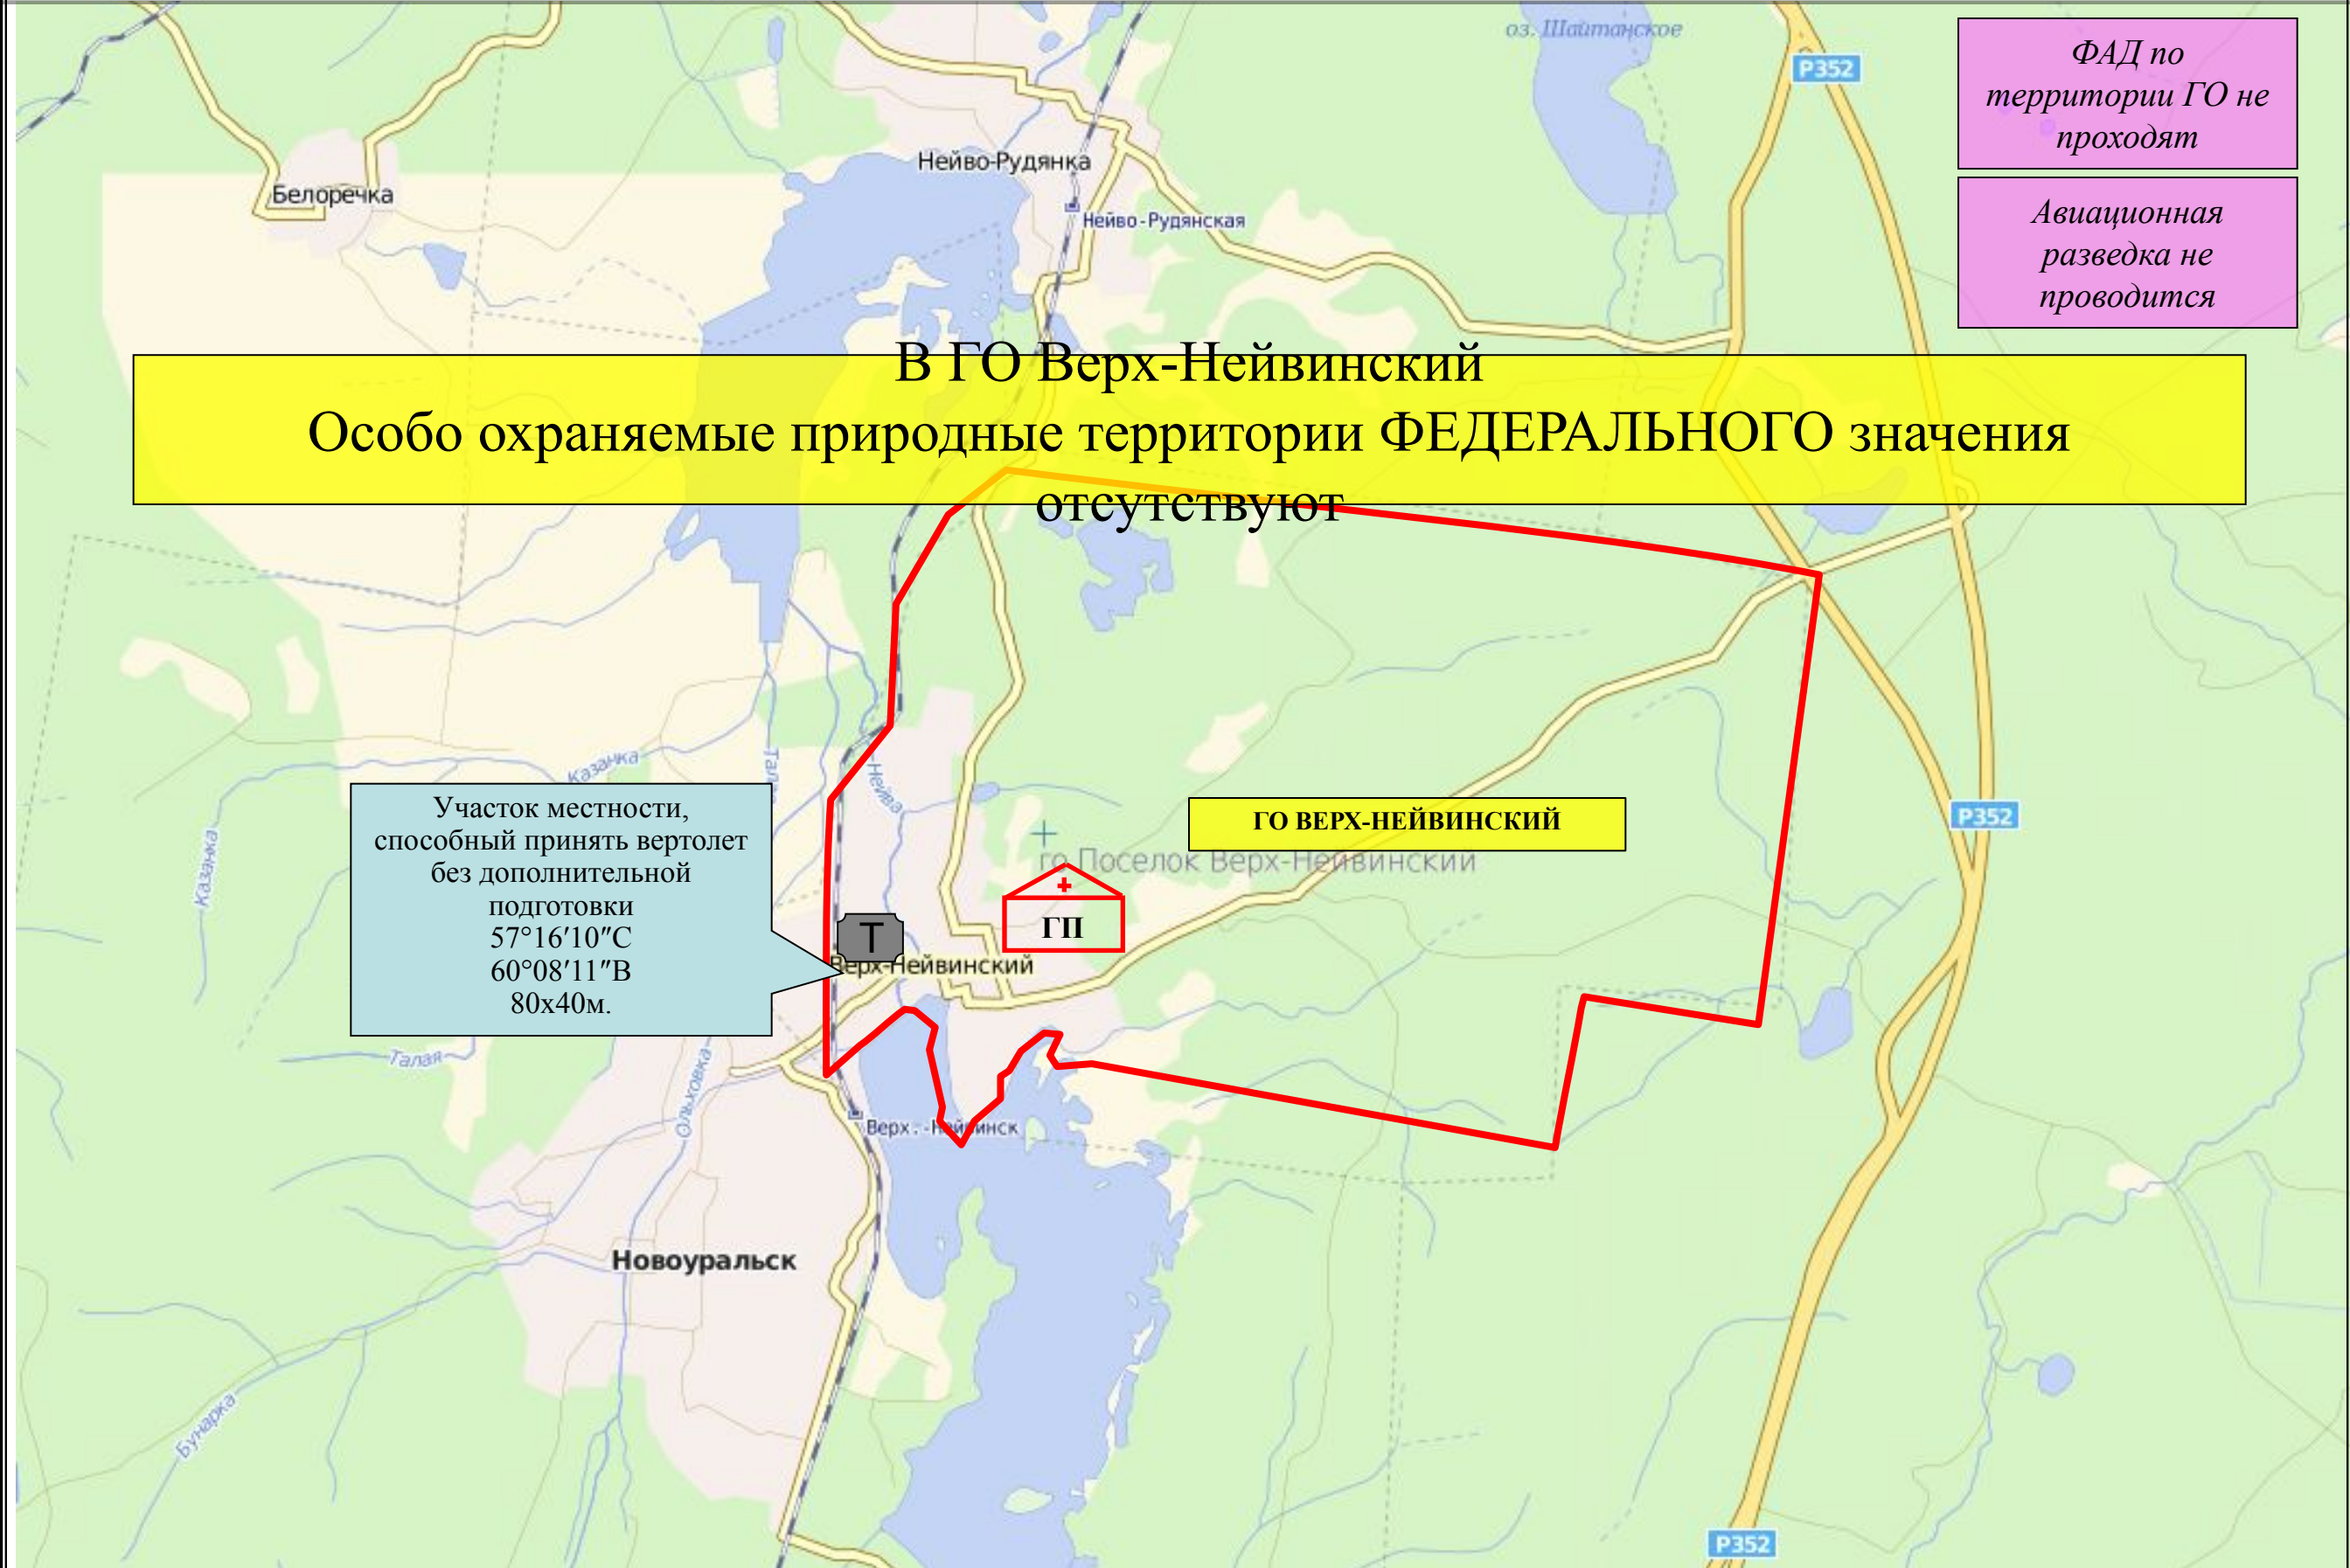 оз. Шайтанское
Р352
ФАД по
территории ГО не
проходят
Нейво-Рудянка
Белоречка
Нейво-Рудянская
Авиационная
разведка не
проводится
В ГО Верх-Нейвинский
Особо охраняемые природные территории ФЕДЕРАЛЬНОГО значения
отсутствуют
Казанка
Нейва
Казанка
Участок местности,
способный принять вертолет
без дополнительной
подготовки
57°16′10″С
60°08′11″В
80х40м.
ГО ВЕРХ-НЕЙВИНСКИЙ
Р352
го Поселок Верх-Нейвинский
ГП
Т
Верх-Нейвинский
Талая
Ольховка
Верх.-Нейвинск
Новоуральск
Бунарка
Р352